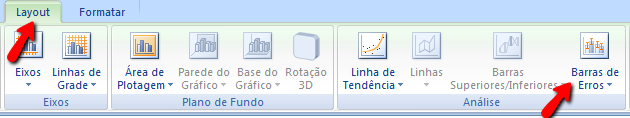 Layout Formatar
Eixos Linhas de Grade Área de Plotagem Parede do Gráfico Base do Gráfico Rotação 3D Linha de Tendência Linhas Barras Superiores/Inferiores Barras de Erros
Eixos Plano de Fundo Análise